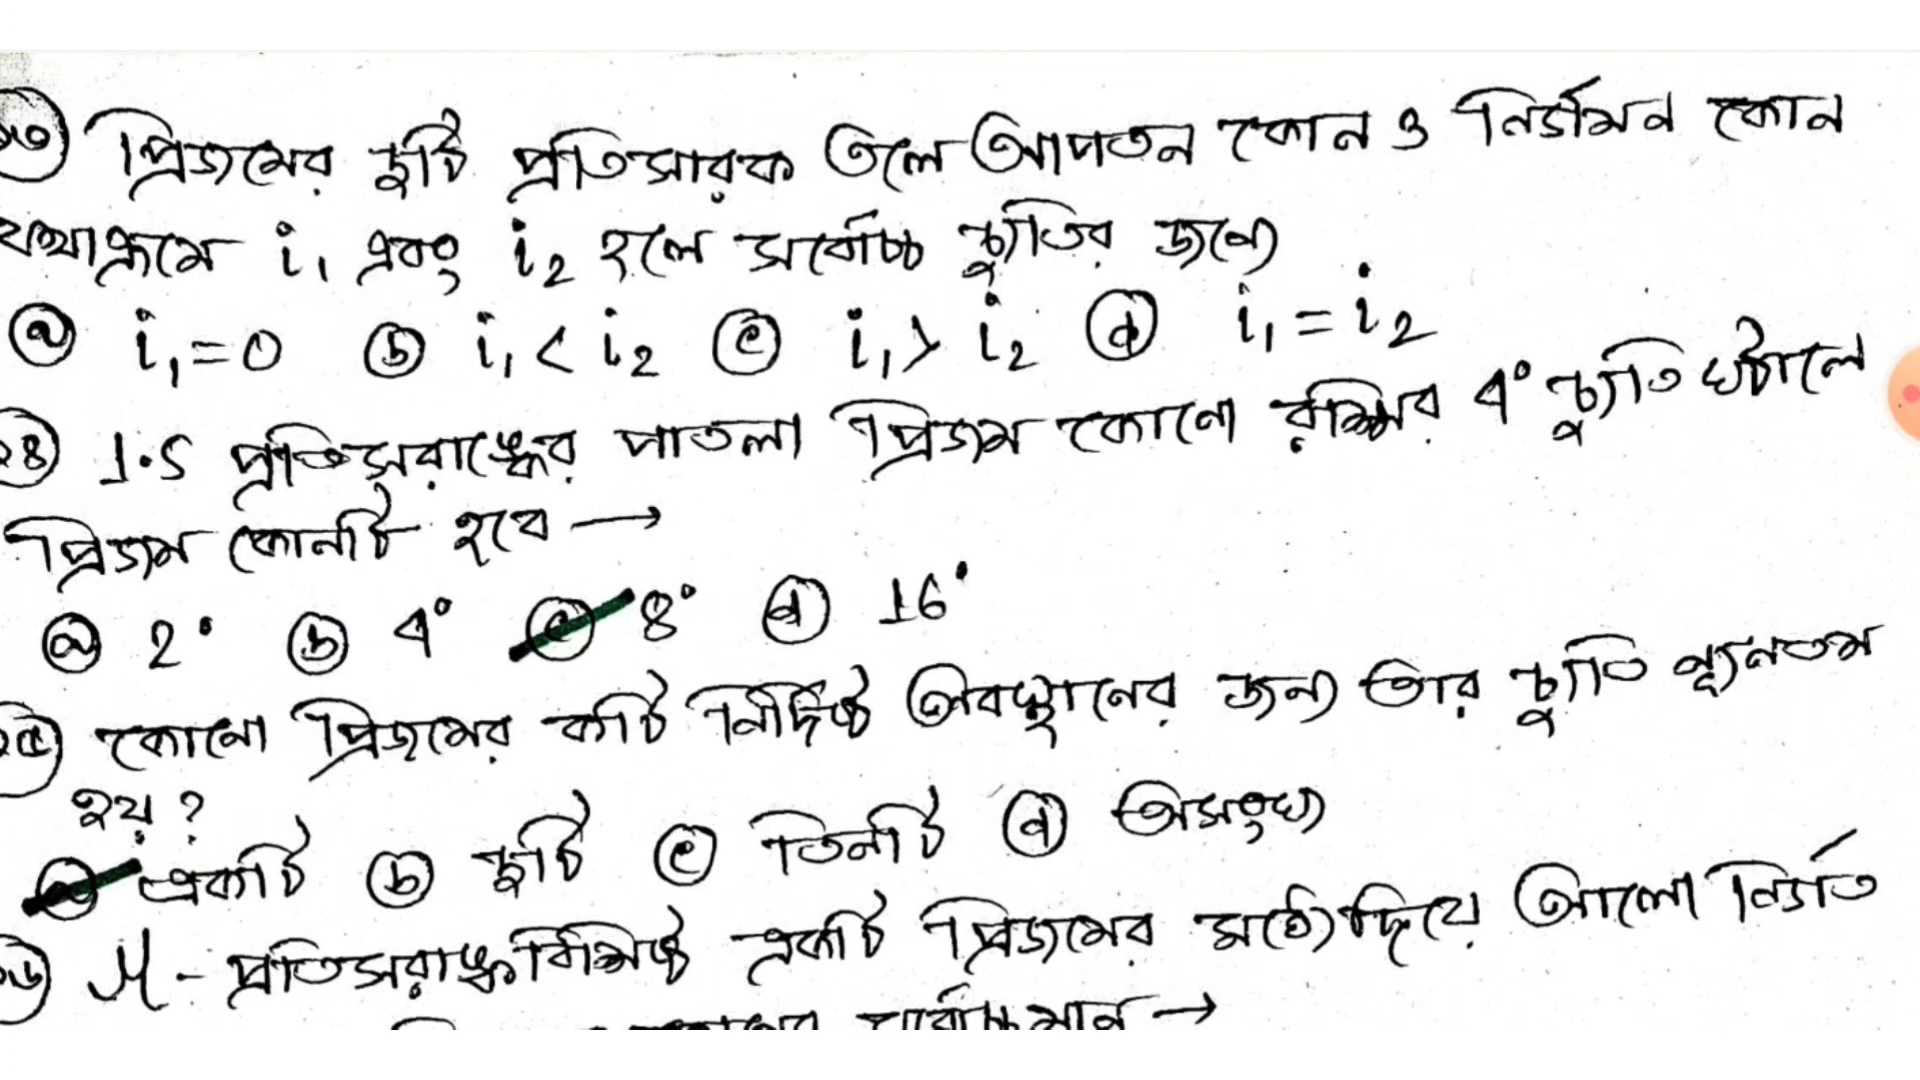 ২৩ প্রিজমের দুটি প্রতিসারক তলে আপতন কোন ও নির্গমন কোন
যথাক্রমে i₁ এবং i₂ হলে সর্বোচ্চ চ্যুতির জন্যে
ⓐ i₁=0 ⓑ i₁< i₂ ⓒ i₁> i₂ ⓓ i₁=i₂
২৪ 1.5 প্রতিসরাঙ্কের পাতলা প্রিজম কোনো রশ্মির 4° চ্যুতি ঘটালে
প্রিজম কোনটি হবে →
ⓐ 2° ⓑ 4° ⓒ 8° ⓓ 16°
২৫ কোনো প্রিজমের কটি নির্দিষ্ট অবস্থানের জন্য তার চ্যুতি ন্যূনতম
হয় ?
ⓐ একটি ⓑ দুটি ⓒ তিনটি ⓓ অসংখ্য
২৬ μ - প্রতিসরাঙ্কবিশিষ্ট একটি প্রিজমের মধ্যেদিয়ে আলো নির্গত
সর্বোচ্চমান →